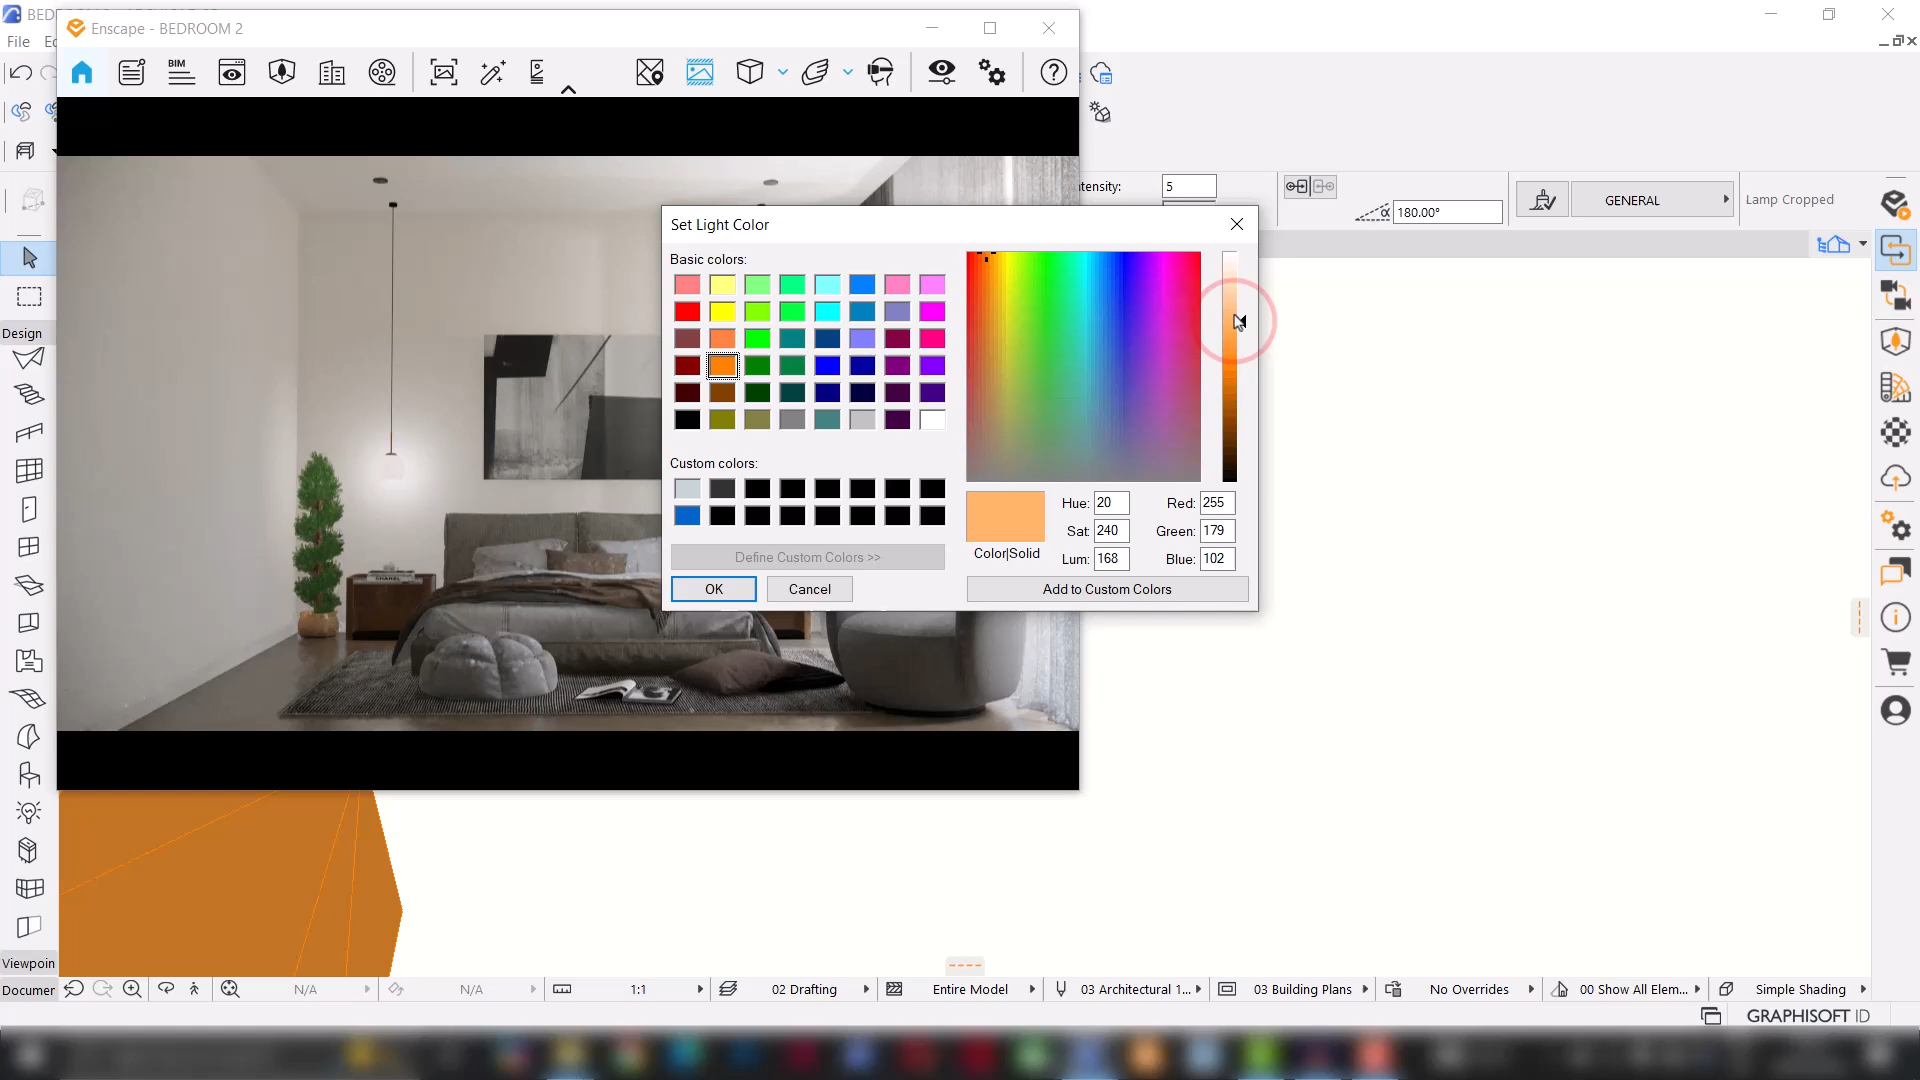 BED
Enscape - BEDROOM 2
File
BIM
ntensity:
5
180.00°
GENERAL
Lamp Cropped
Design
Set Light Color
Basic colors:
Custom colors:
Define Custom Colors >>
OK
Cancel
Hue:
20
Red:
255
Sat:
240
Green:
179
Color|Solid
Lum:
168
Blue:
102
Add to Custom Colors
CHANEL
Viewpoin
Documer
N/A
N/A
1:1
02 Drafting
Entire Model
03 Architectural 1...
03 Building Plans
No Overrides
00 Show All Elem...
Simple Shading
GRAPHISOFT ID